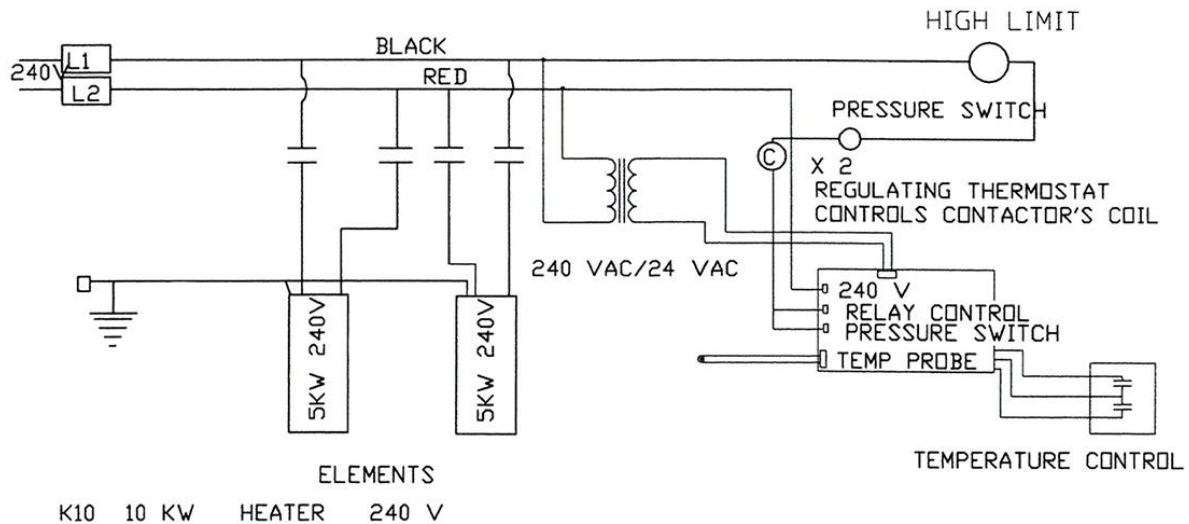 HIGH LIMIT
BLACK
L1
240V
RED
L2
PRESSURE SWITCH
C
X 2
REGULATING THERMOSTAT
CONTROLS CONTACTOR'S COIL
240 VAC/24 VAC
240 V
RELAY CONTROL
PRESSURE SWITCH
TEMP PROBE
5KW 240V
5KW 240V
TEMPERATURE CONTROL
ELEMENTS
K10 10 KW HEATER 240 V